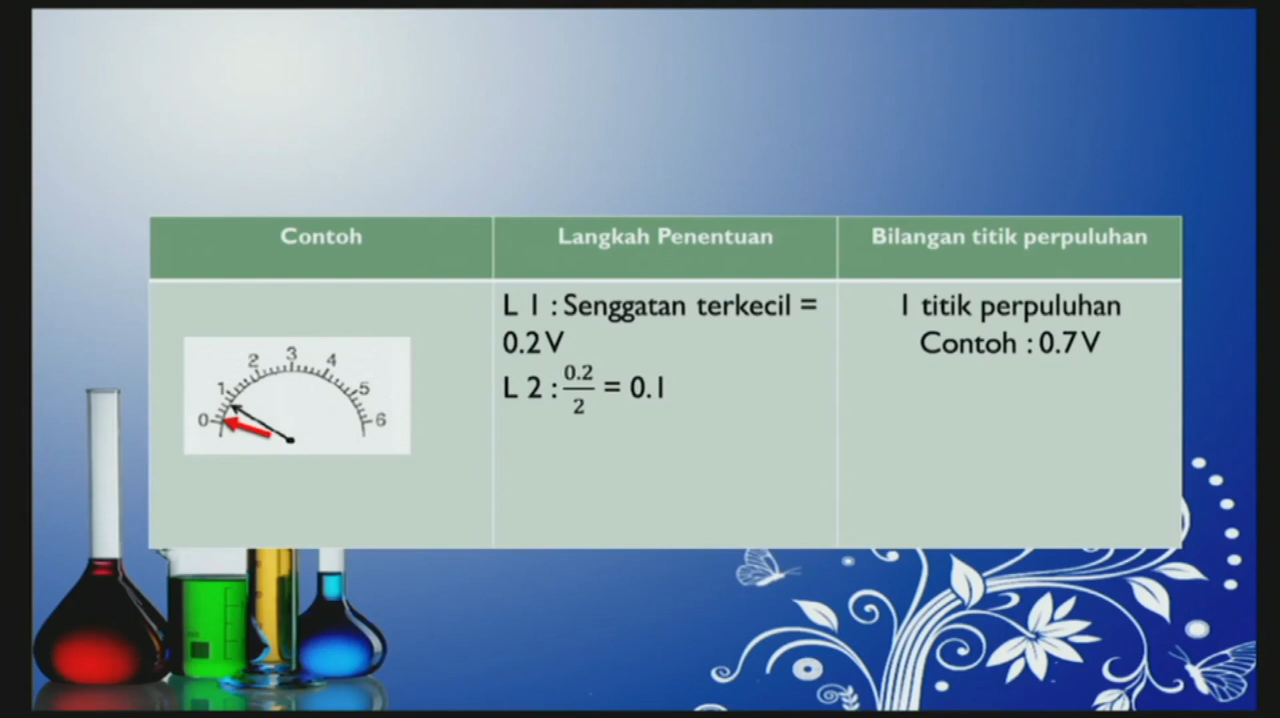 Contoh
Langkah Penentuan
Bilangan titik perpuluhan
0 1 2 3 4 5 6
L 1 : Senggatan terkecil =
0.2 V
L 2 : 0.2/2 = 0.1
1 titik perpuluhan
Contoh : 0.7 V